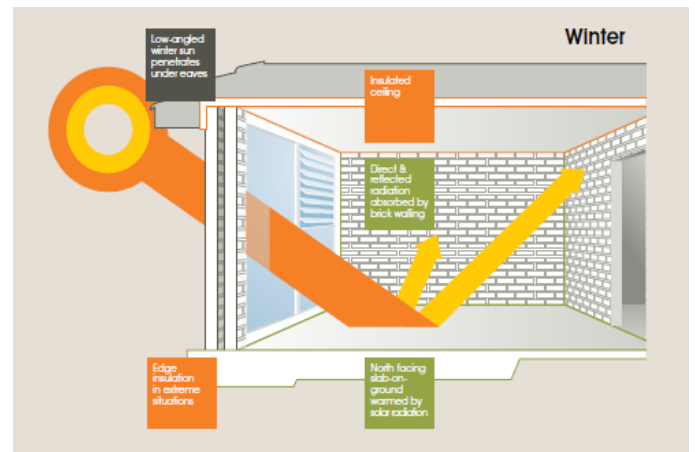 Winter
Low-angled
winter sun
penetrates
under eaves
Insulated
ceiling
Direct &
reflected
radiation
absorbed by
brick walling
Edge
insulation
in extreme
situations
North facing
slab-on-
ground
warmed by
solar radiation